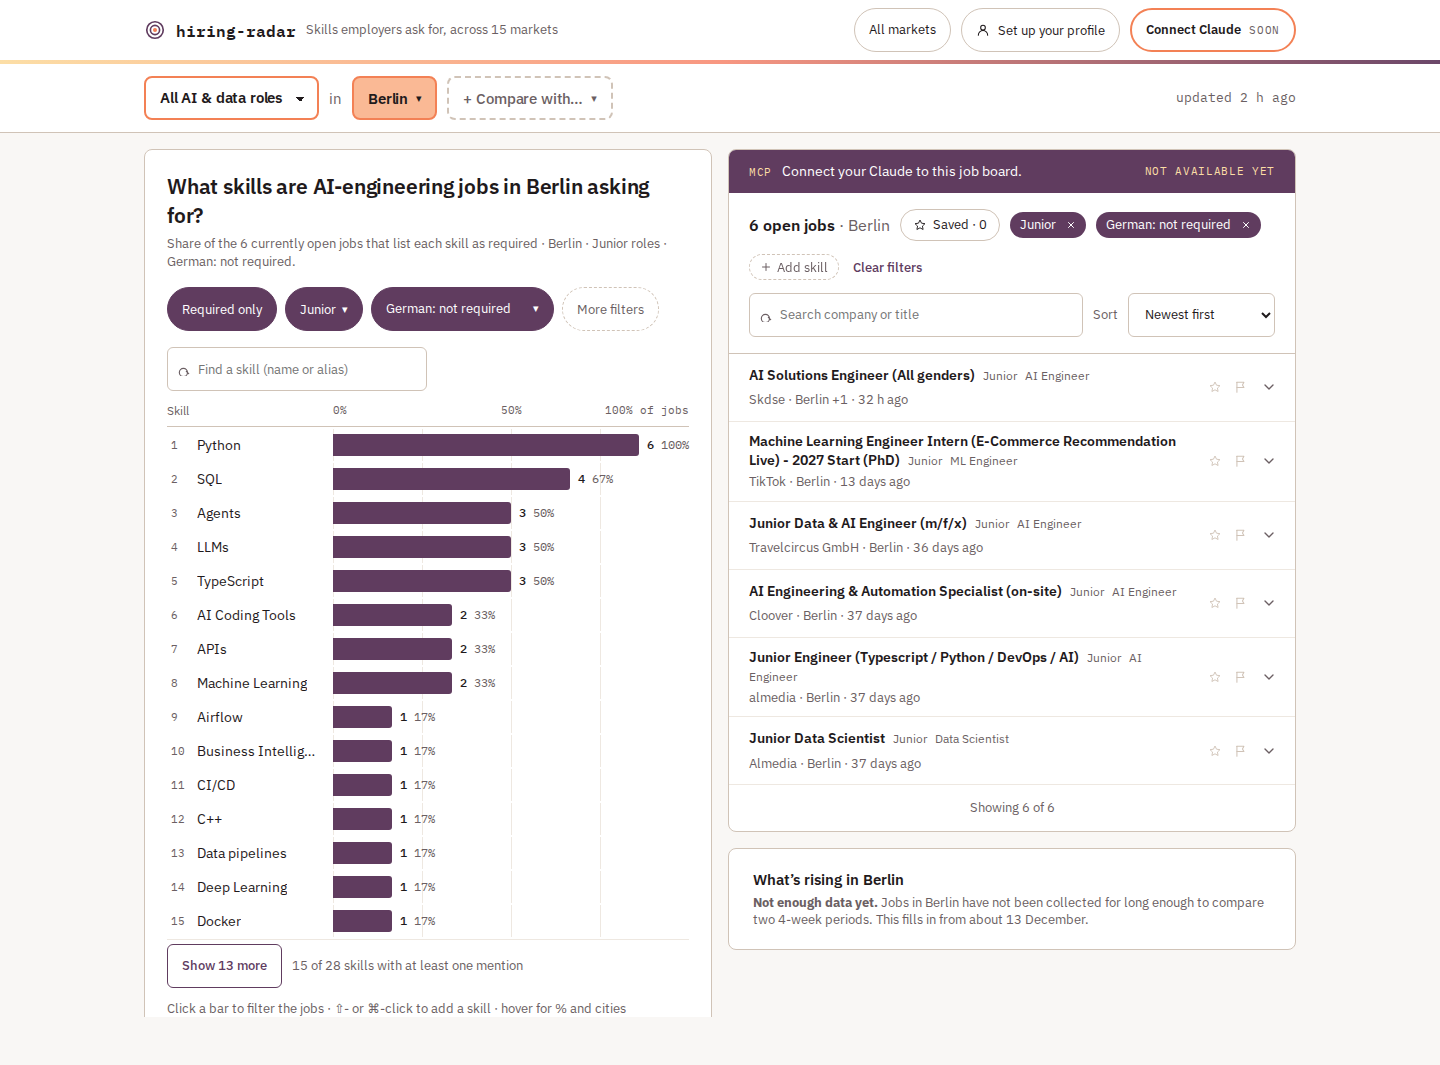 hiring-radar Skills employers ask for, across 15 markets
All markets
Set up your profile
Connect Claude SOON
All AI & data roles in Berlin + Compare with...
updated 2 h ago
What skills are AI-engineering jobs in Berlin asking
for?
Share of the 6 currently open jobs that list each skill as required · Berlin · Junior roles ·
German: not required.
Required only
Junior ▾
German: not required ▾
More filters
Find a skill (name or alias)
Skill 0% 50% 100% of jobs
1 Python 6 100%
2 SQL 4 67%
3 Agents 3 50%
4 LLMs 3 50%
5 TypeScript 3 50%
6 AI Coding Tools 2 33%
7 APIs 2 33%
8 Machine Learning 2 33%
9 Airflow 1 17%
10 Business Intellig... 1 17%
11 CI/CD 1 17%
12 C++ 1 17%
13 Data pipelines 1 17%
14 Deep Learning 1 17%
15 Docker 1 17%
Show 13 more 15 of 28 skills with at least one mention
Click a bar to filter the jobs · ⇧- or ⌘-click to add a skill · hover for % and cities
MCP Connect your Claude to this job board. NOT AVAILABLE YET
6 open jobs · Berlin
Saved · 0
Junior ×
German: not required ×
+ Add skill
Clear filters
Search company or title
Sort Newest first
AI Solutions Engineer (All genders) Junior AI Engineer
Skdse · Berlin +1 · 32 h ago
Machine Learning Engineer Intern (E-Commerce Recommendation
Live) - 2027 Start (PhD) Junior ML Engineer
TikTok · Berlin · 13 days ago
Junior Data & AI Engineer (m/f/x) Junior AI Engineer
Travelcircus GmbH · Berlin · 36 days ago
AI Engineering & Automation Specialist (on-site) Junior AI Engineer
Cloover · Berlin · 37 days ago
Junior Engineer (Typescript / Python / DevOps / AI) Junior AI
Engineer
almedia · Berlin · 37 days ago
Junior Data Scientist Junior Data Scientist
Almedia · Berlin · 37 days ago
Showing 6 of 6
What's rising in Berlin
Not enough data yet. Jobs in Berlin have not been collected for long enough to compare
two 4-week periods. This fills in from about 13 December.